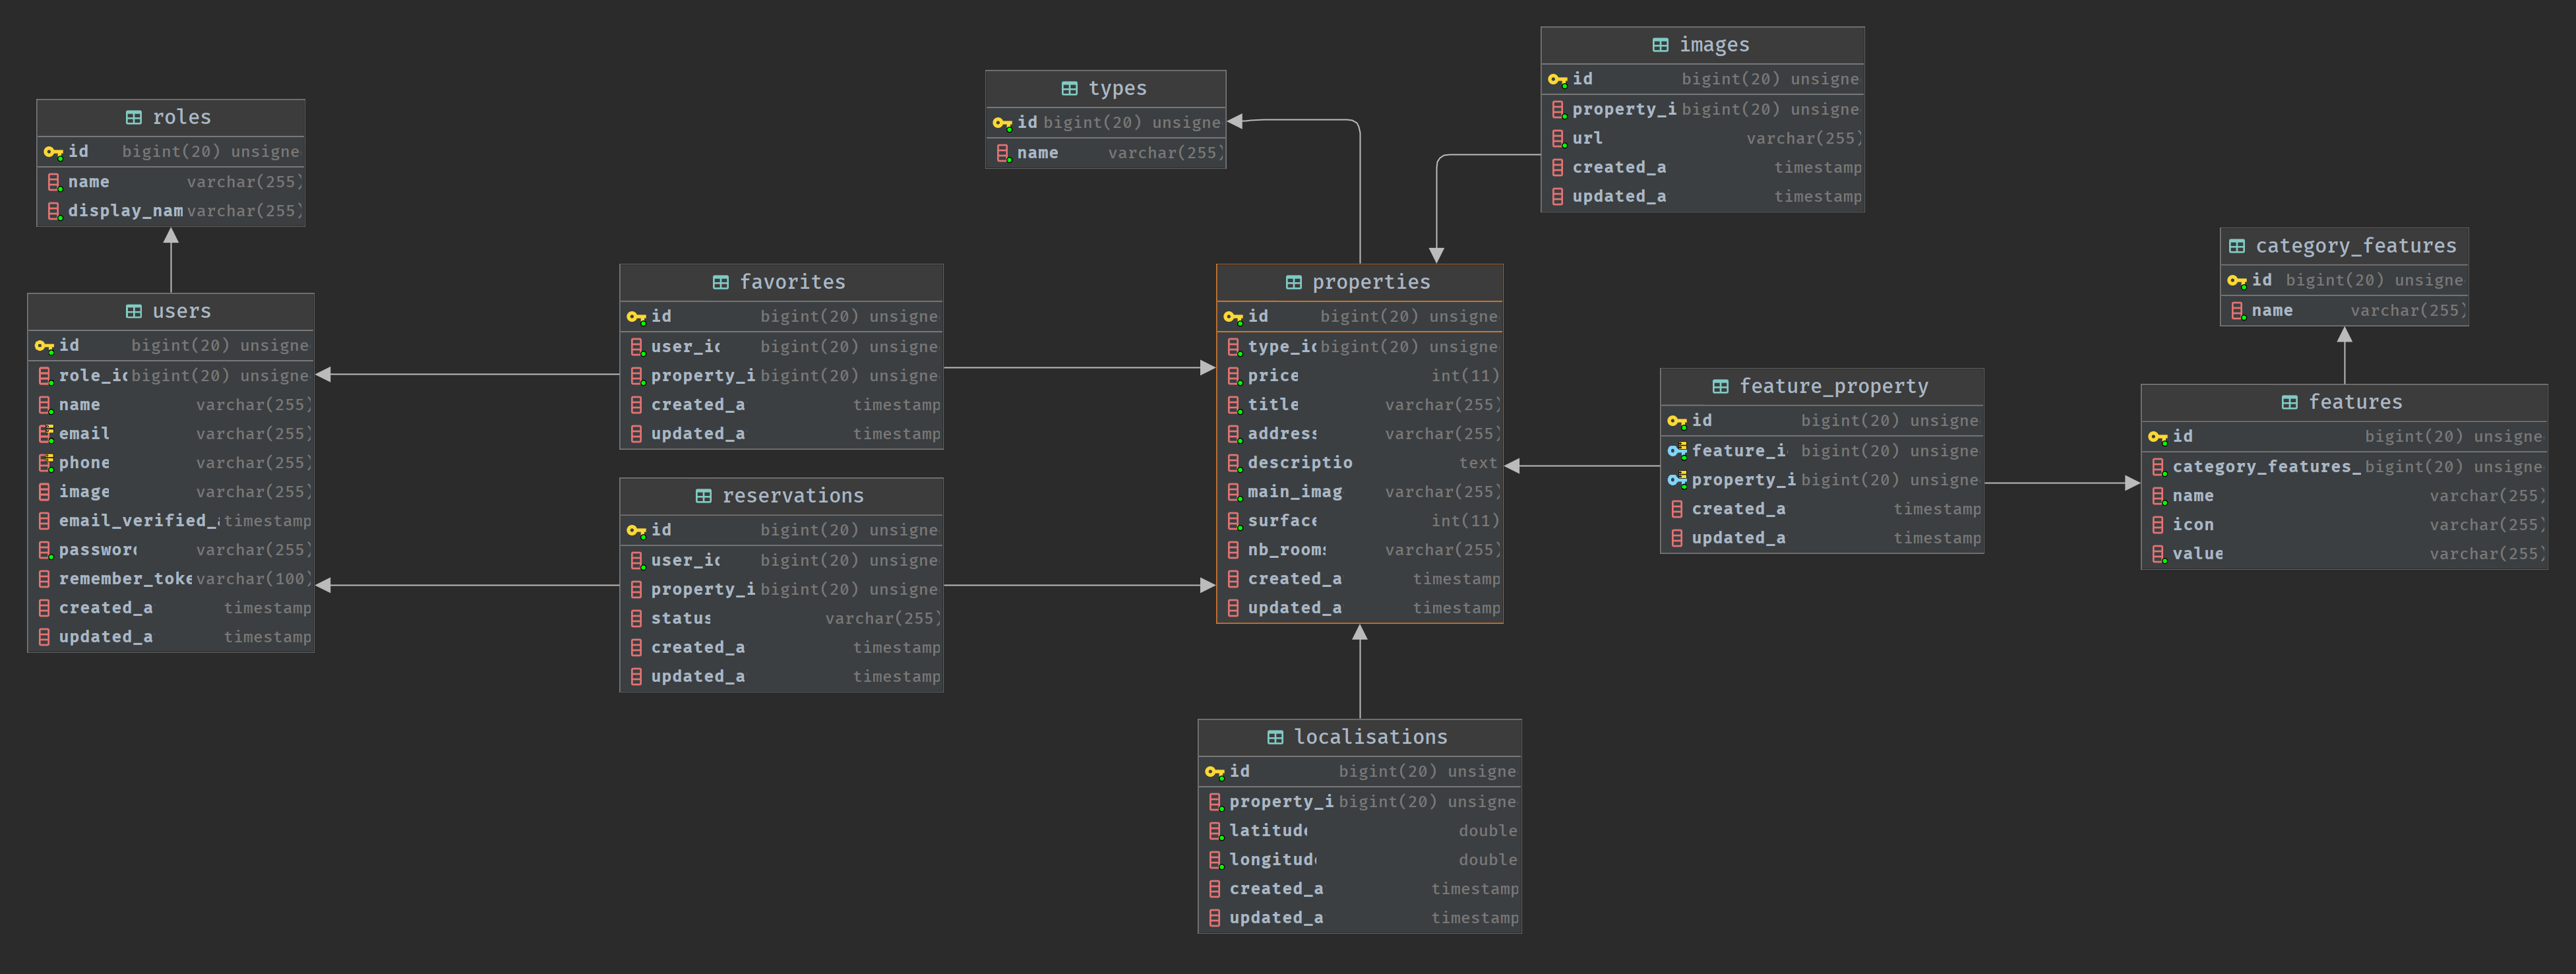 roles
id bigint(20) unsigne
name varchar(255)
display_nam varchar(255)
users
id bigint(20) unsigne
role_i bigint(20) unsigne
name varchar(255)
email varchar(255)
phone varchar(255)
image varchar(255)
email_verified_ timestamp
password varchar(255)
remember_toke varchar(100)
created_a timestamp
updated_a timestamp
favorites
id bigint(20) unsigne
user_id bigint(20) unsigne
property_i bigint(20) unsigne
created_a timestamp
updated_a timestamp
reservations
id bigint(20) unsigne
user_id bigint(20) unsigne
property_i bigint(20) unsigne
status varchar(255)
created_a timestamp
updated_a timestamp
types
id bigint(20) unsigne
name varchar(255)
images
id bigint(20) unsigne
property_i bigint(20) unsigne
url varchar(255)
created_a timestamp
updated_a timestamp
properties
id bigint(20) unsigne
type_id bigint(20) unsigne
price int(11)
title varchar(255)
address varchar(255)
descriptio text
main_imag varchar(255)
surface int(11)
nb_rooms varchar(255)
created_a timestamp
updated_a timestamp
localisations
id bigint(20) unsigne
property_i bigint(20) unsigne
latitude double
longitude double
created_a timestamp
updated_a timestamp
feature_property
id bigint(20) unsigne
feature_i bigint(20) unsigne
property_i bigint(20) unsigne
created_a timestamp
updated_a timestamp
category_features
id bigint(20) unsigne
name varchar(255)
features
id bigint(20) unsigne
category_features_ bigint(20) unsigne
name varchar(255)
icon varchar(255)
value varchar(255)